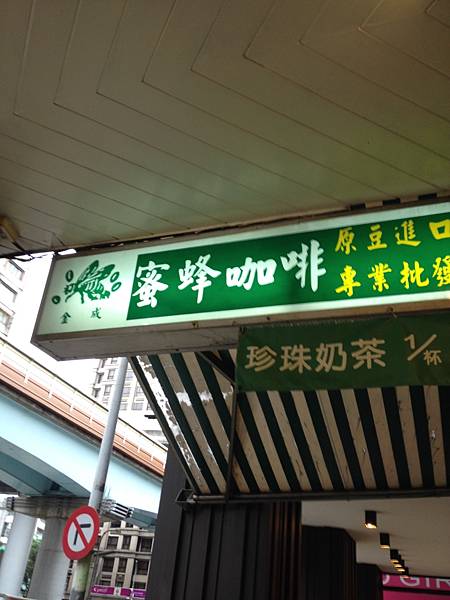 蜜蜂咖啡
原豆進口
專業批發
金成
珍珠奶茶 1/杯
GIR